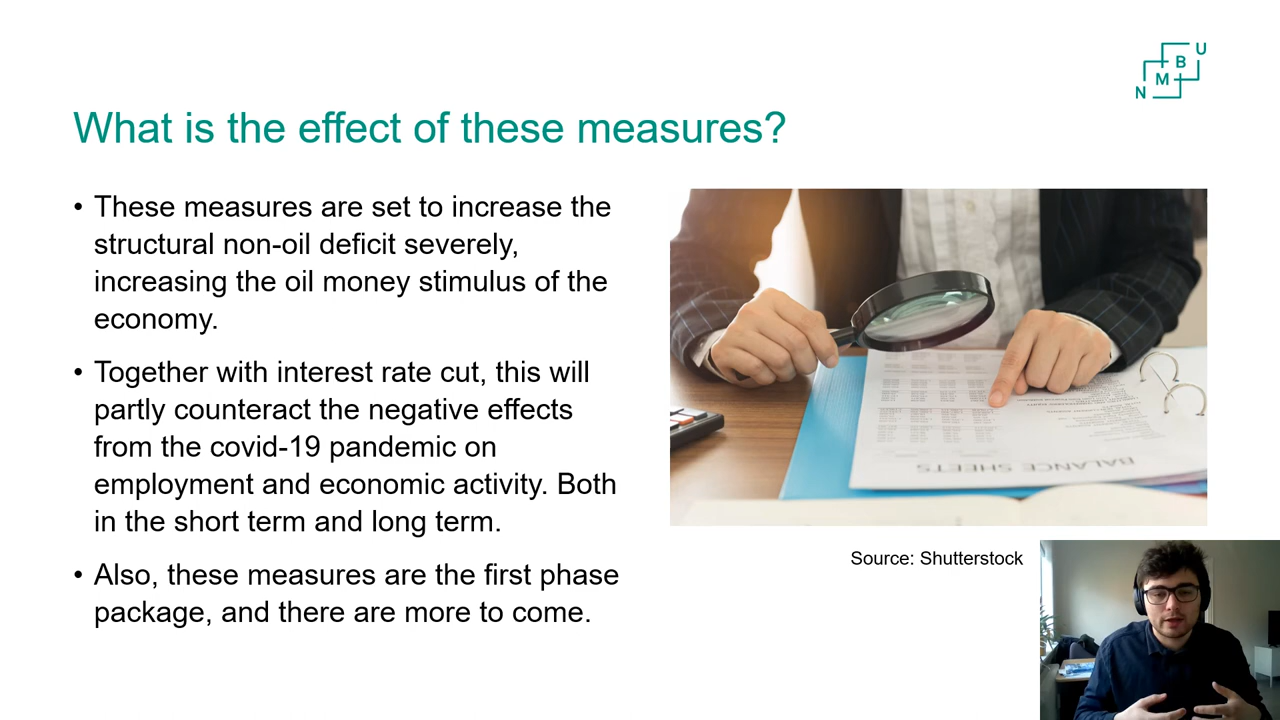 U
B
M
N
What is the effect of these measures?
• These measures are set to increase the
structural non-oil deficit severely,
increasing the oil money stimulus of the
economy.
• Together with interest rate cut, this will
partly counteract the negative effects
from the covid-19 pandemic on
employment and economic activity. Both
in the short term and long term.
• Also, these measures are the first phase
package, and there are more to come.
BALANCE SHEETS
Source: Shutterstock